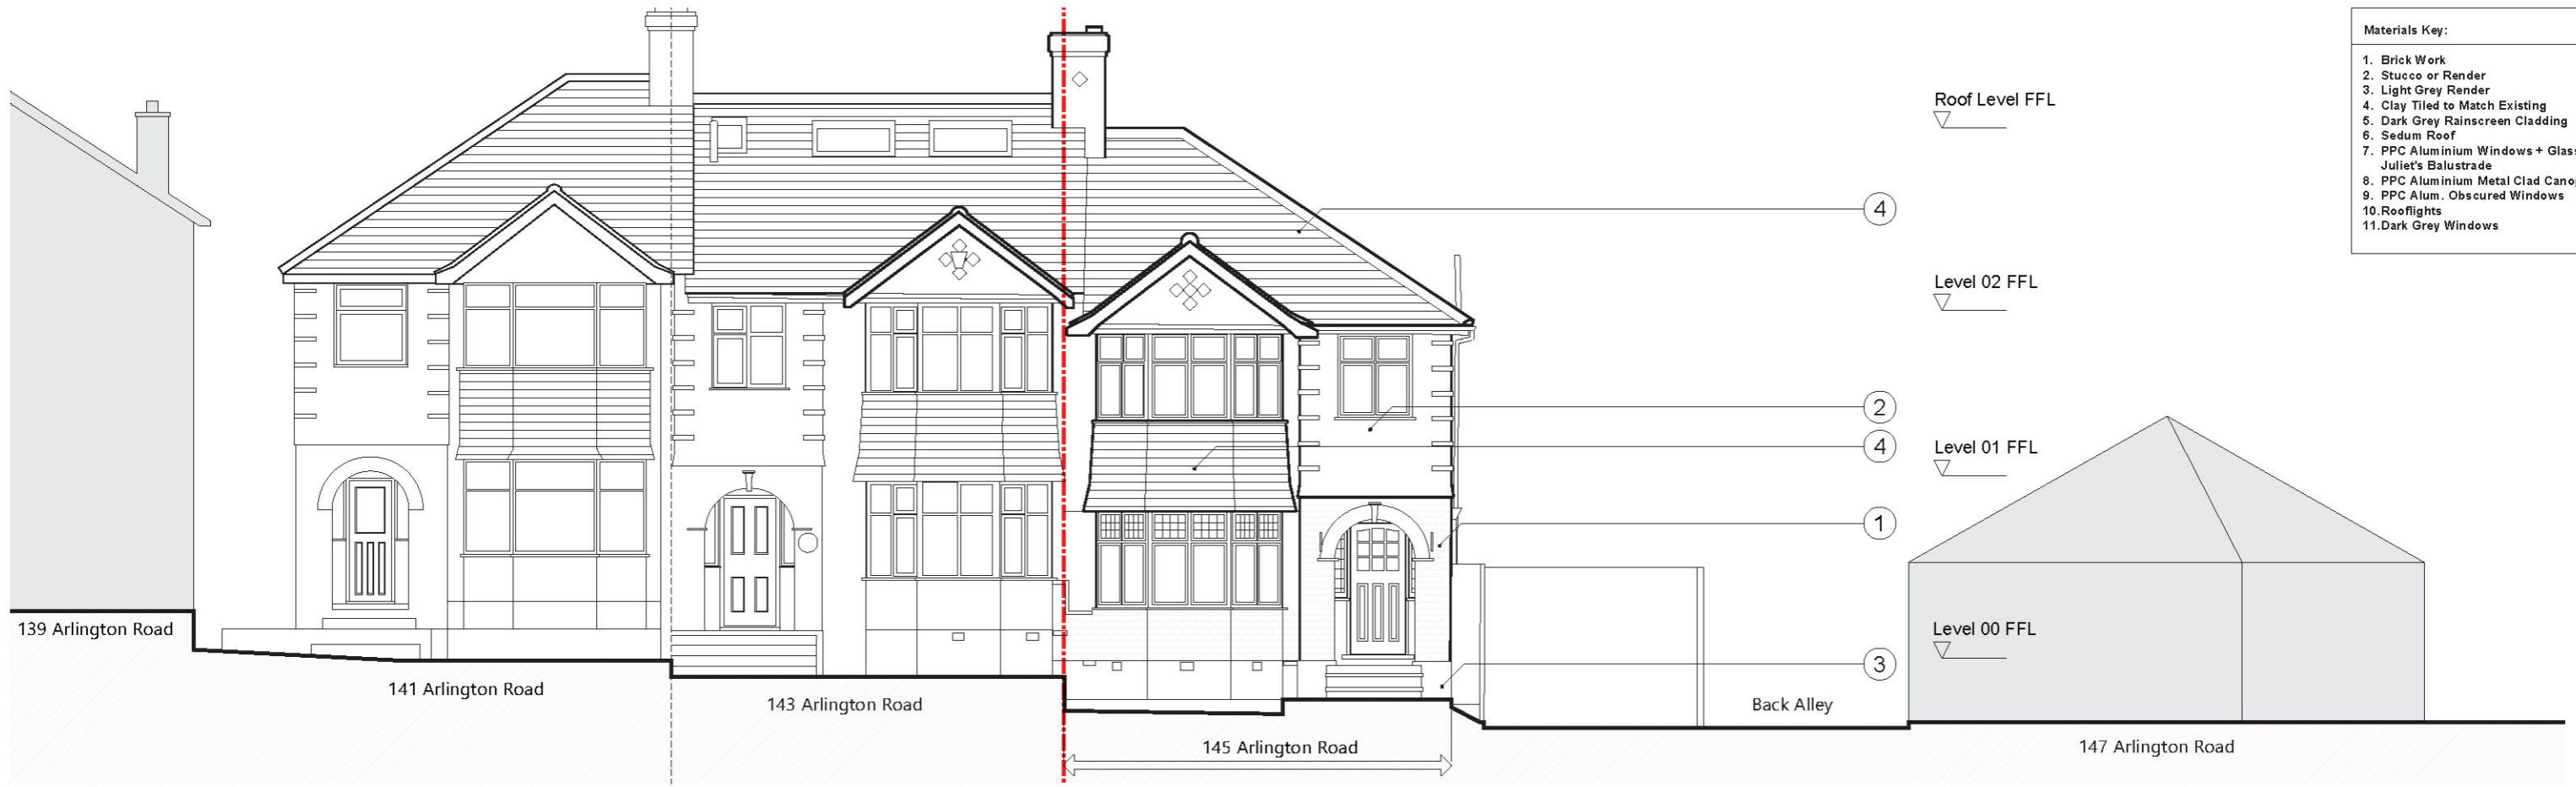 Materials Key:
1. Brick Work
2. Stucco or Render
3. Light Grey Render
4. Clay Tiled to Match Existing
5. Dark Grey Rainscreen Cladding
6. Sedum Roof
7. PPC Aluminium Windows + Glass
Juliet's Balustrade
8. PPC Aluminium Metal Clad
9. PPC Alum. Obscured Windows
10.Rooflights
11.Dark Grey Windows
Roof Level FFL
4
Level 02 FFL
2
4
Level 01 FFL
1
Level 00 FFL
3
139 Arlington Road
141 Arlington Road
143 Arlington Road
145 Arlington Road
Back Alley
147 Arlington Road